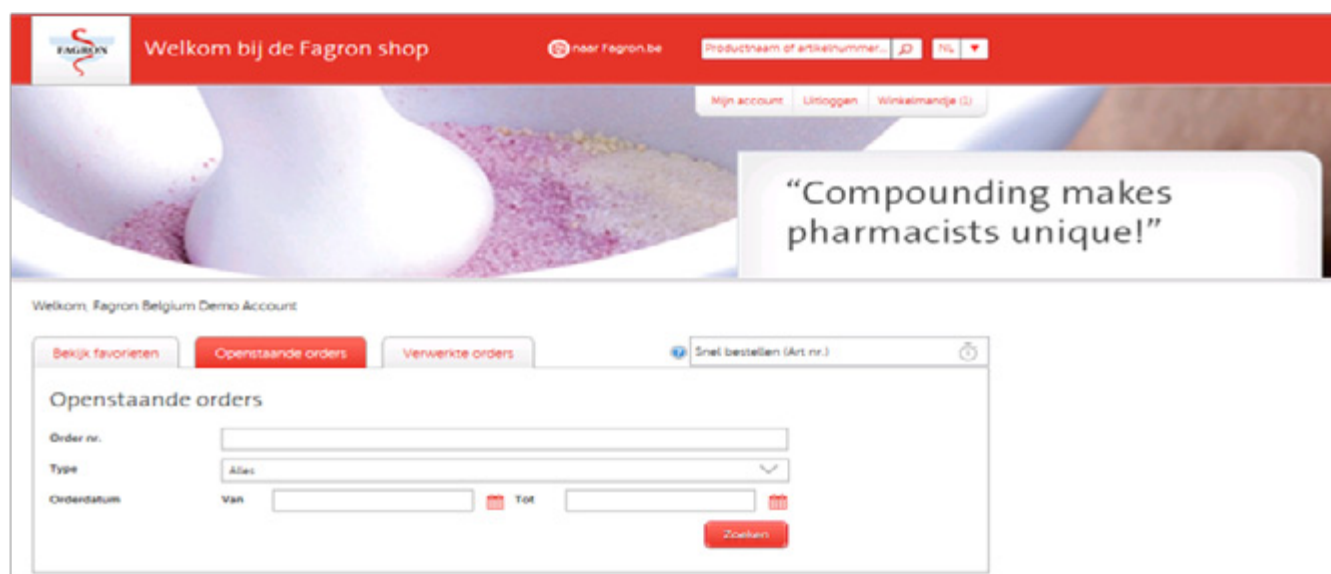 FAGRON
Welkom bij de Fagron shop
naar Fagron.be
Productnaam of artikelnummer...
NL
Mijn account
Uitloggen
Winkelmandje (1)
“Compounding makes
pharmacists unique!”
Welkom, Fagron Belgium Demo Account
Bekijk favorieten
Openstaande orders
Verwerkte orders
Snel bestellen (Art nr.)
Openstaande orders
Order nr.
Type
Alles
Orderdatum
Van
Tot
Zoeken